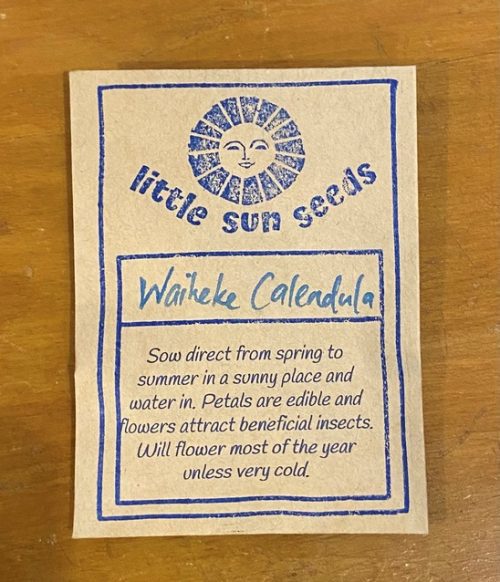 little sun seeds
Waiheke Calendula
Sow direct from spring to
summer in a sunny place and
water in. Petals are edible and
flowers attract beneficial insects.
Will flower most of the year
unless very cold.